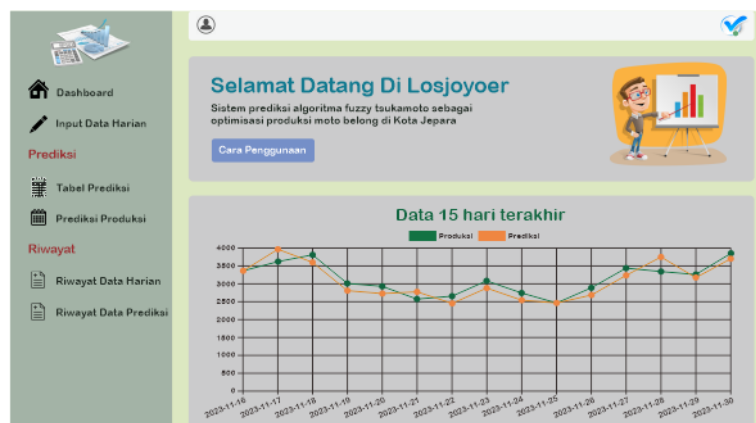 Dashboard
Input Data Harian
Prediksi
Tabel Prediksi
Prediksi Produksi
Riwayat
Riwayat Data Harian
Riwayat Data Prediksi
Selamat Datang Di Losjoyoer
Sistem prediksi algoritma fuzzy tsukamoto sebagai
optimisasi produksi moto belong di Kota Jepara
Cara Penggunaan
Data 15 hari terakhir
Produksi Prediksi
4000
3500
3000
2500
2000
1500
1000
500
0
2023-11-16 2023-11-17 2023-11-18 2023-11-19 2023-11-20 2023-11-21 2023-11-22 2023-11-23 2023-11-24 2023-11-25 2023-11-26 2023-11-27 2023-11-28 2023-11-29 2023-11-30